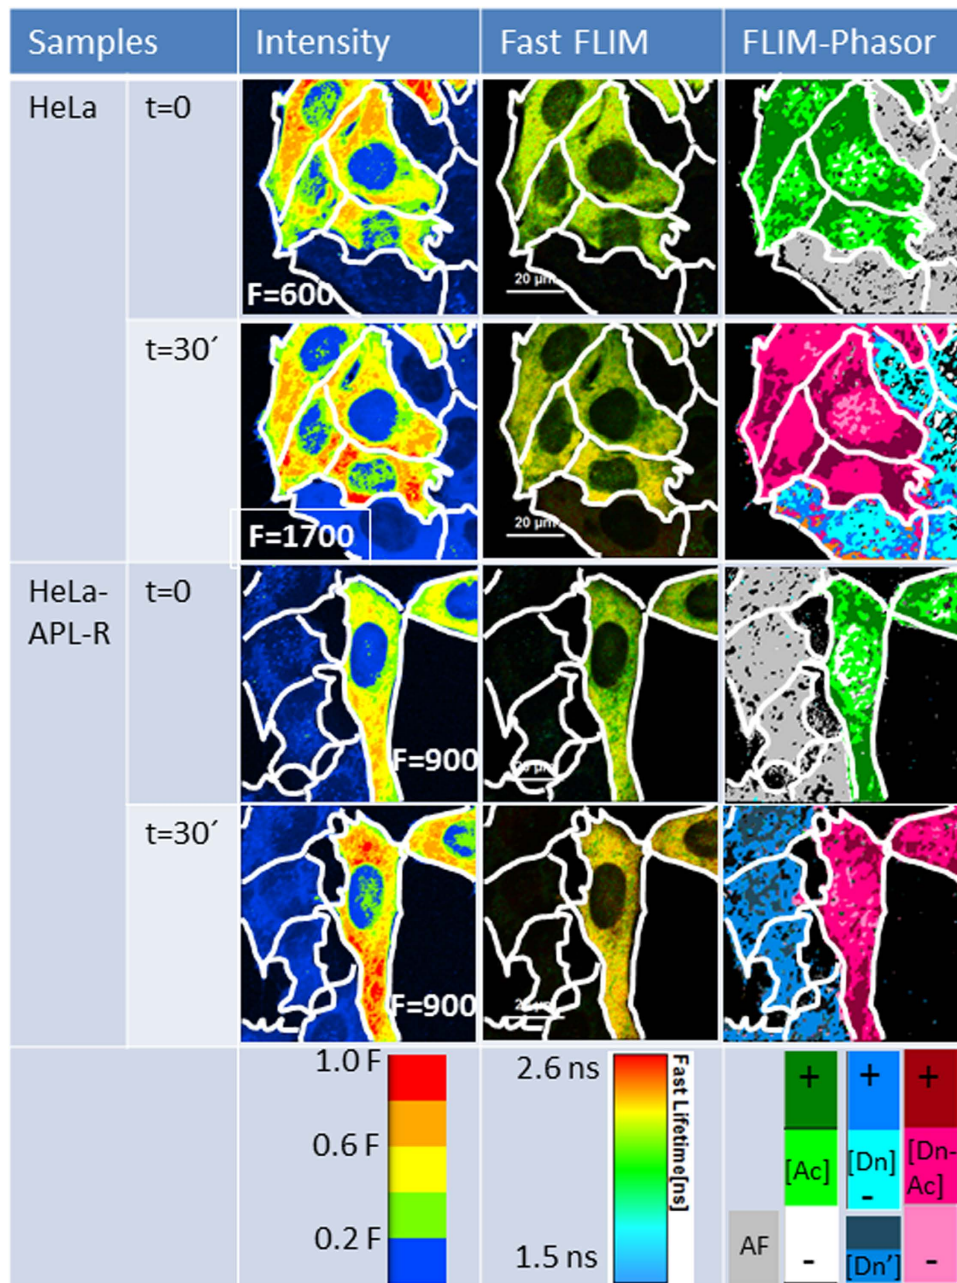 Samples Intensity Fast FLIM FLIM-Phasor
HeLa t=0
F=600
20 µm
t=30´
F=1700
20 µm
HeLa-
APL-R
t=0
F=900
20 µm
t=30´
F=900
1.0 F
0.6 F
0.2 F
2.6 ns
1.5 ns
Fast Lifetime[ns]
+ + +
[Ac] [Dn] [Dn-
Ac]
-
AF
- [Dn’] -